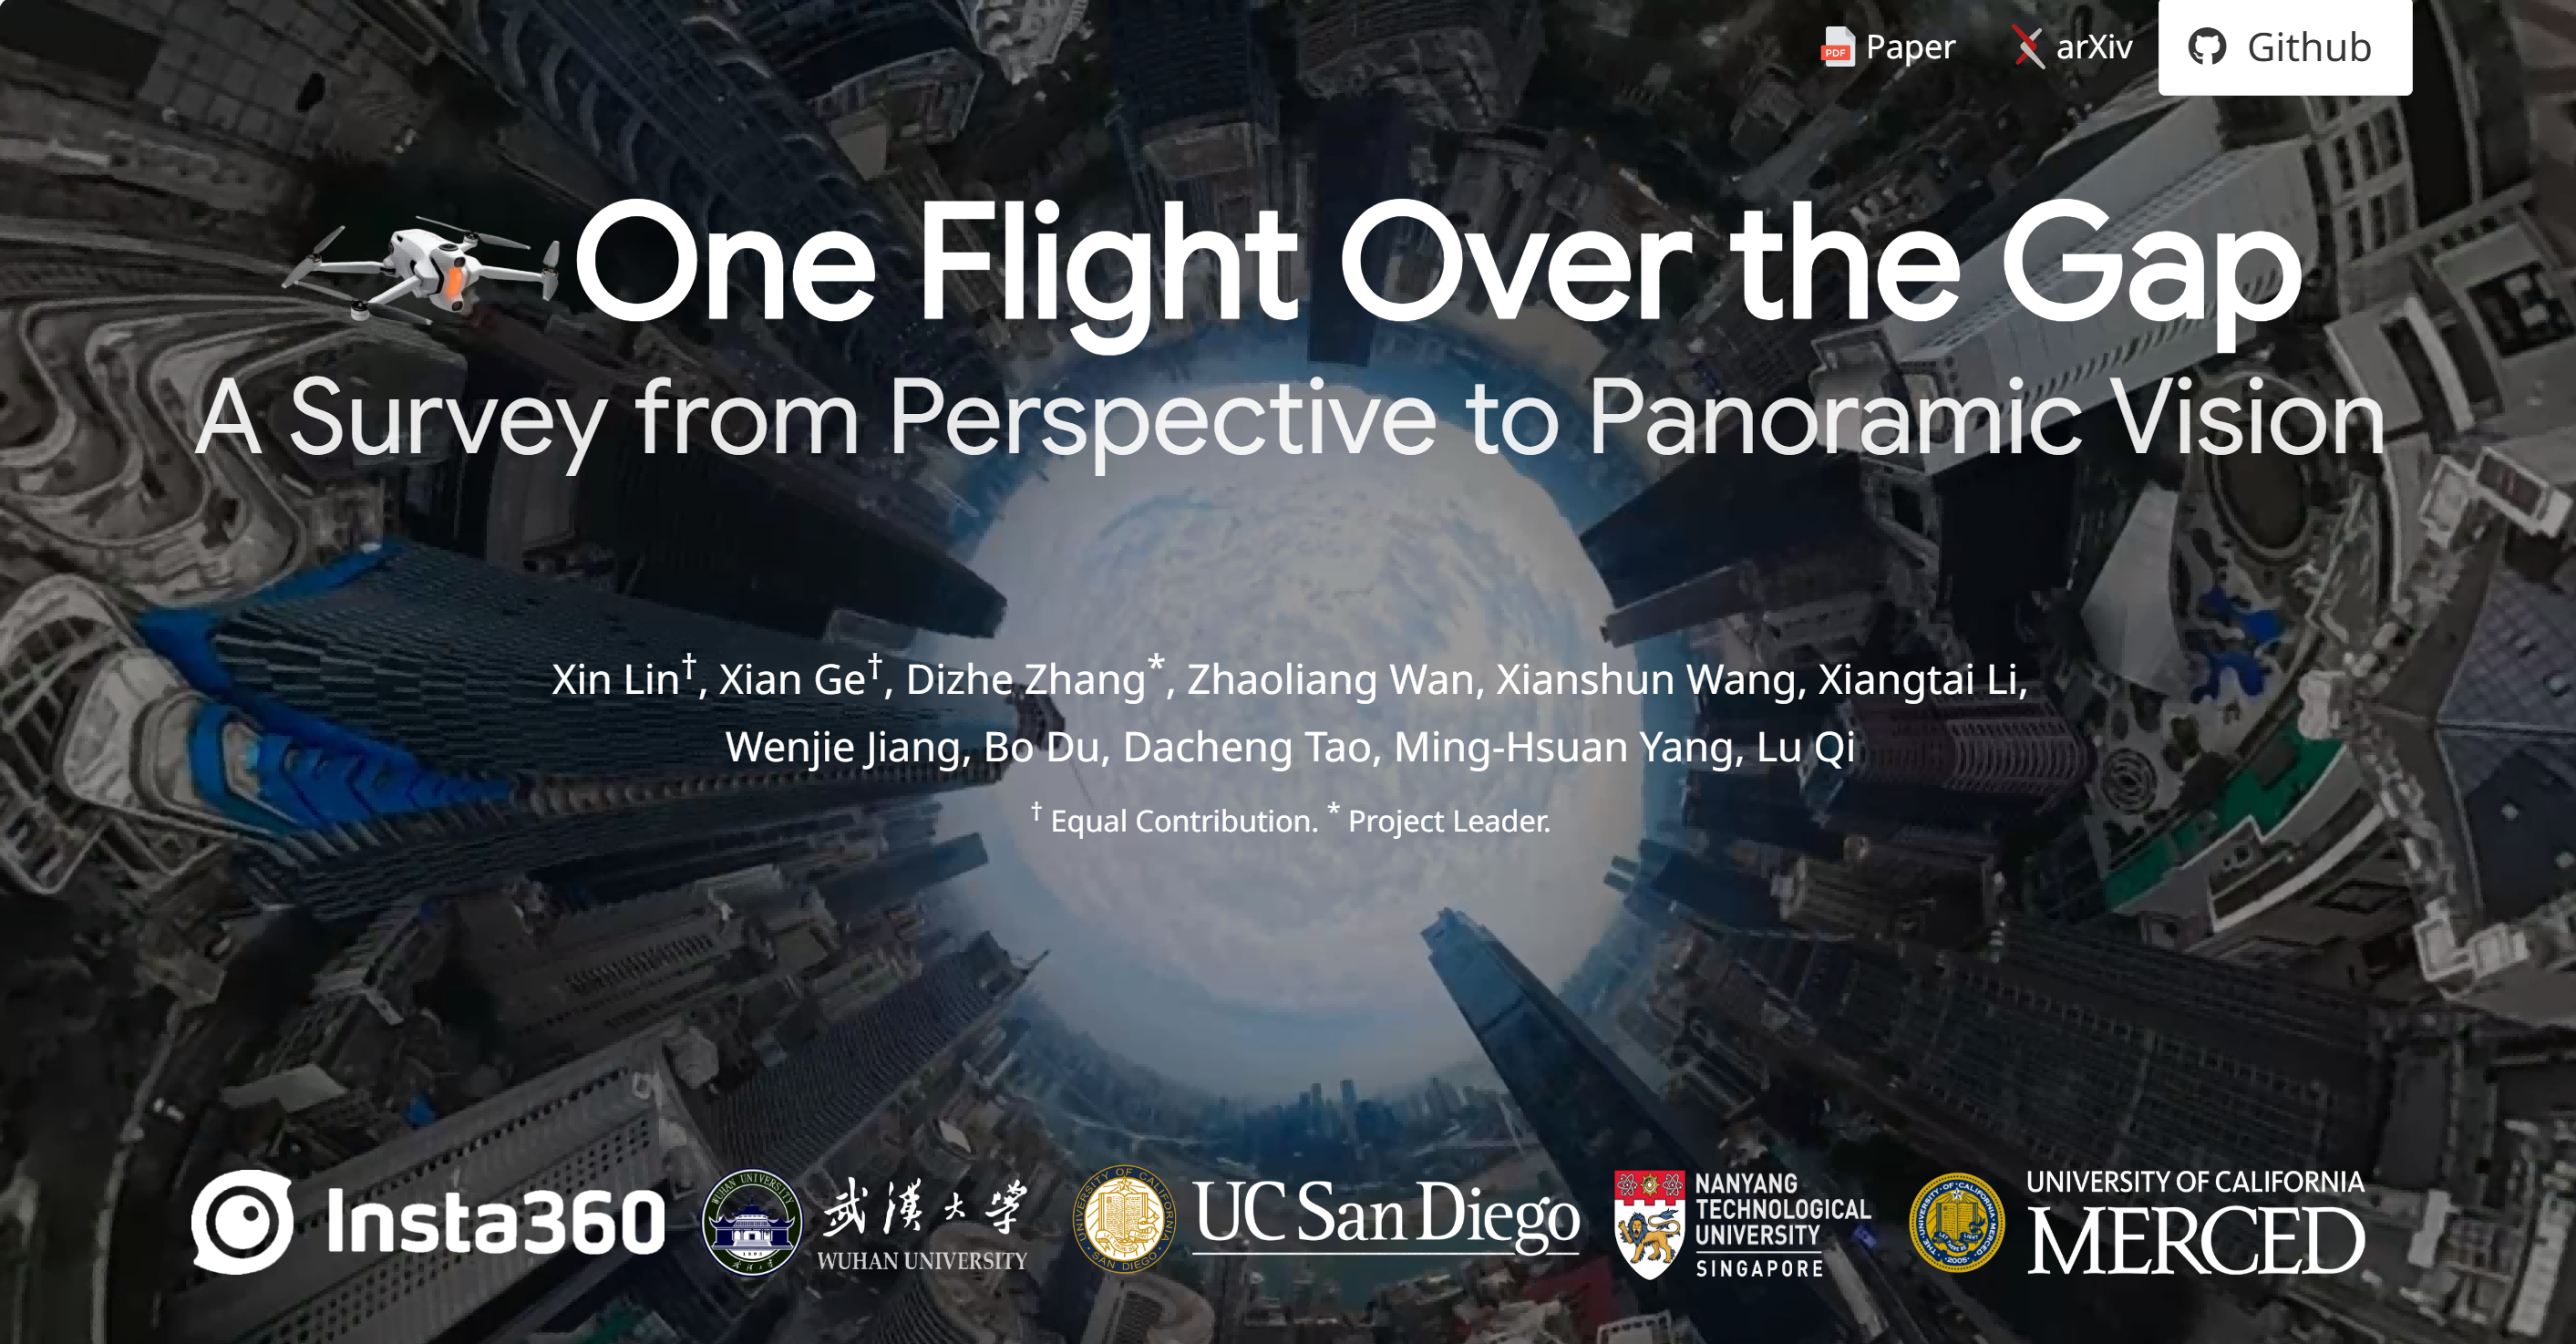 PDF Paper arXiv Github
One Flight Over the Gap
A Survey from Perspective to Panoramic Vision
Xin Lin†, Xian Ge†, Dizhe Zhang*, Zhaoliang Wan, Xianshun Wang, Xiangtai Li,
Wenjie Jiang, Bo Du, Dacheng Tao, Ming-Hsuan Yang, Lu Qi
† Equal Contribution. * Project Leader.
Insta360
WUHAN UNIVERSITY
1893
武漢大學
WUHAN UNIVERSITY
UNIVERSITY OF CALIFORNIA
SAN DIEGO
UC San Diego
NANYANG
TECHNOLOGICAL
UNIVERSITY
SINGAPORE
THE UNIVERSITY OF CALIFORNIA MERCED
2005
UNIVERSITY OF CALIFORNIA
MERCED